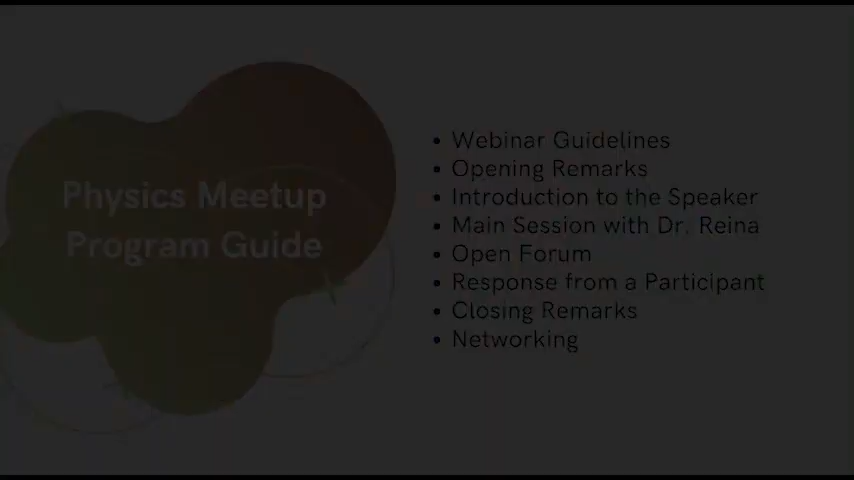 Physics Meetup
Program Guide
• Webinar Guidelines
• Opening Remarks
• Introduction to the Speaker
• Main Session with Dr. Reina
• Open Forum
• Response from a Participant
• Closing Remarks
• Networking